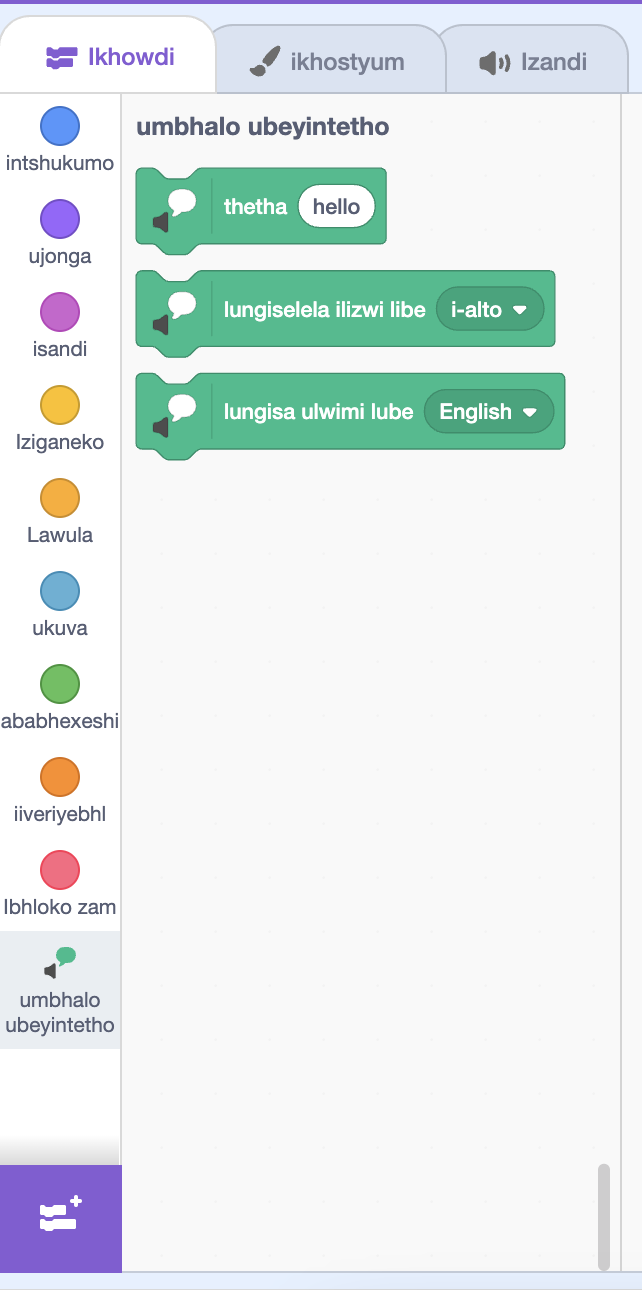 Ikhowdi
ikhostyum
Izandi
intshukumo
ujonga
isandi
Iziganeko
Lawula
ukuva
ababhexeshi
iiveriyebhl
Ibhloko zam
umbhalo
ubeyintetho
umbhalo ubeyintetho
thetha hello
lungiselela ilizwi libe i-alto
lungisa ulwimi lube English